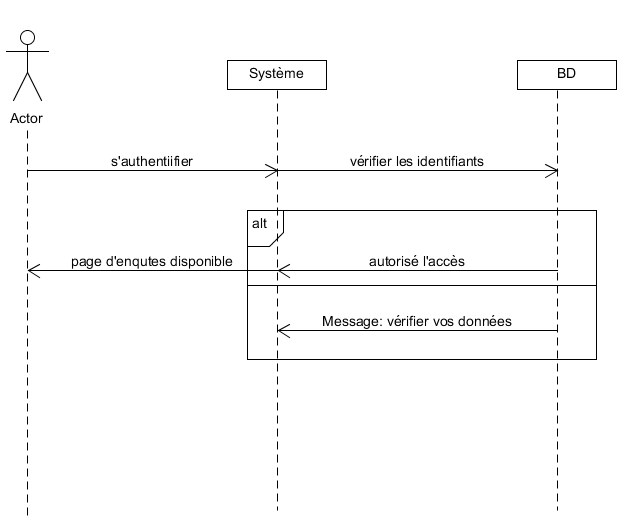 Système
BD
Actor
s'authentiifier
vérifier les identifiants
alt
page d'enqutes disponible
autorisé l'accès
Message: vérifier vos données